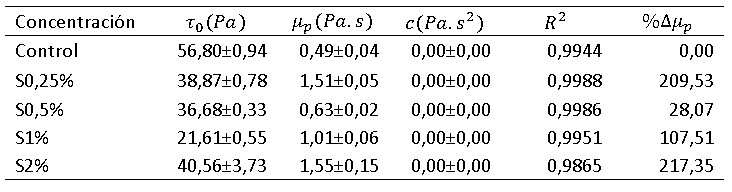 Concentración τ₀(Pa) μₚ(Pa.s) c(Pa.s²) R² %Δμₚ
Control 56,80±0,94 0,49±0,04 0,00±0,00 0,9944 0,00
S0,25% 38,87±0,78 1,51±0,05 0,00±0,00 0,9988 209,53
S0,5% 36,68±0,33 0,63±0,02 0,00±0,00 0,9986 28,07
S1% 21,61±0,55 1,01±0,06 0,00±0,00 0,9951 107,51
S2% 40,56±3,73 1,55±0,15 0,00±0,00 0,9865 217,35